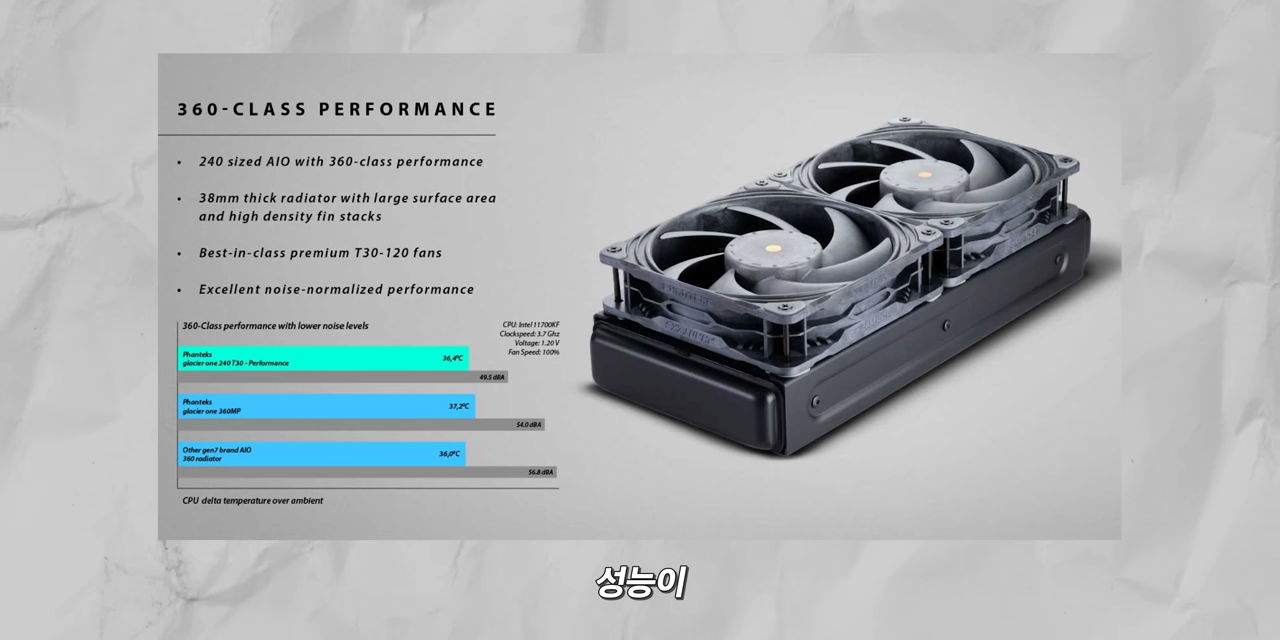 360-CLASS PERFORMANCE
• 240 sized AIO with 360-class performance
• 38mm thick radiator with large surface area
and high density fin stacks
• Best-in-class premium T30-120 fans
• Excellent noise-normalized performance
360-Class performance with lower noise levels
CPU: Intel 11700KF
Clockspeed: 3.7 Ghz
Voltage: 1.20 V
Fan Speed: 100%
Phanteks
glacier one 240 T30 - Performance
36,4ºC
49.5 dBA
Phanteks
glacier one 360MP
37,2ºC
54.0 dBA
Other gen7 brand AIO
360 radiator
36,0ºC
56.8 dBA
CPU delta temperature over ambient
성능이